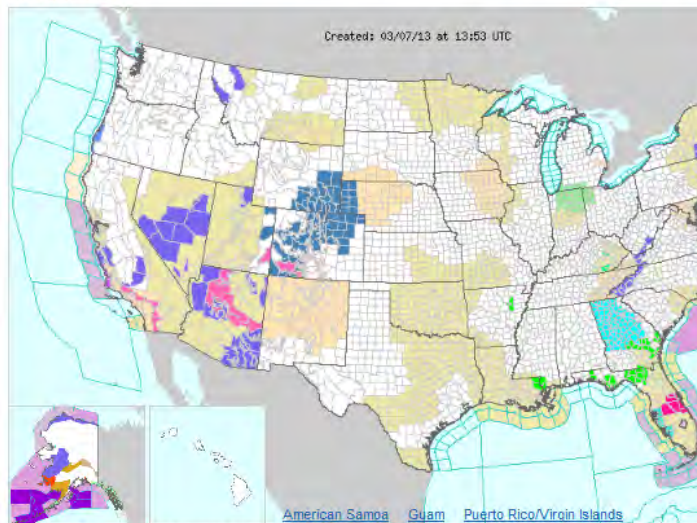 Created: 03/07/13 at 13:53 UTC
American Samoa Guam Puerto Rico/Virgin Islands